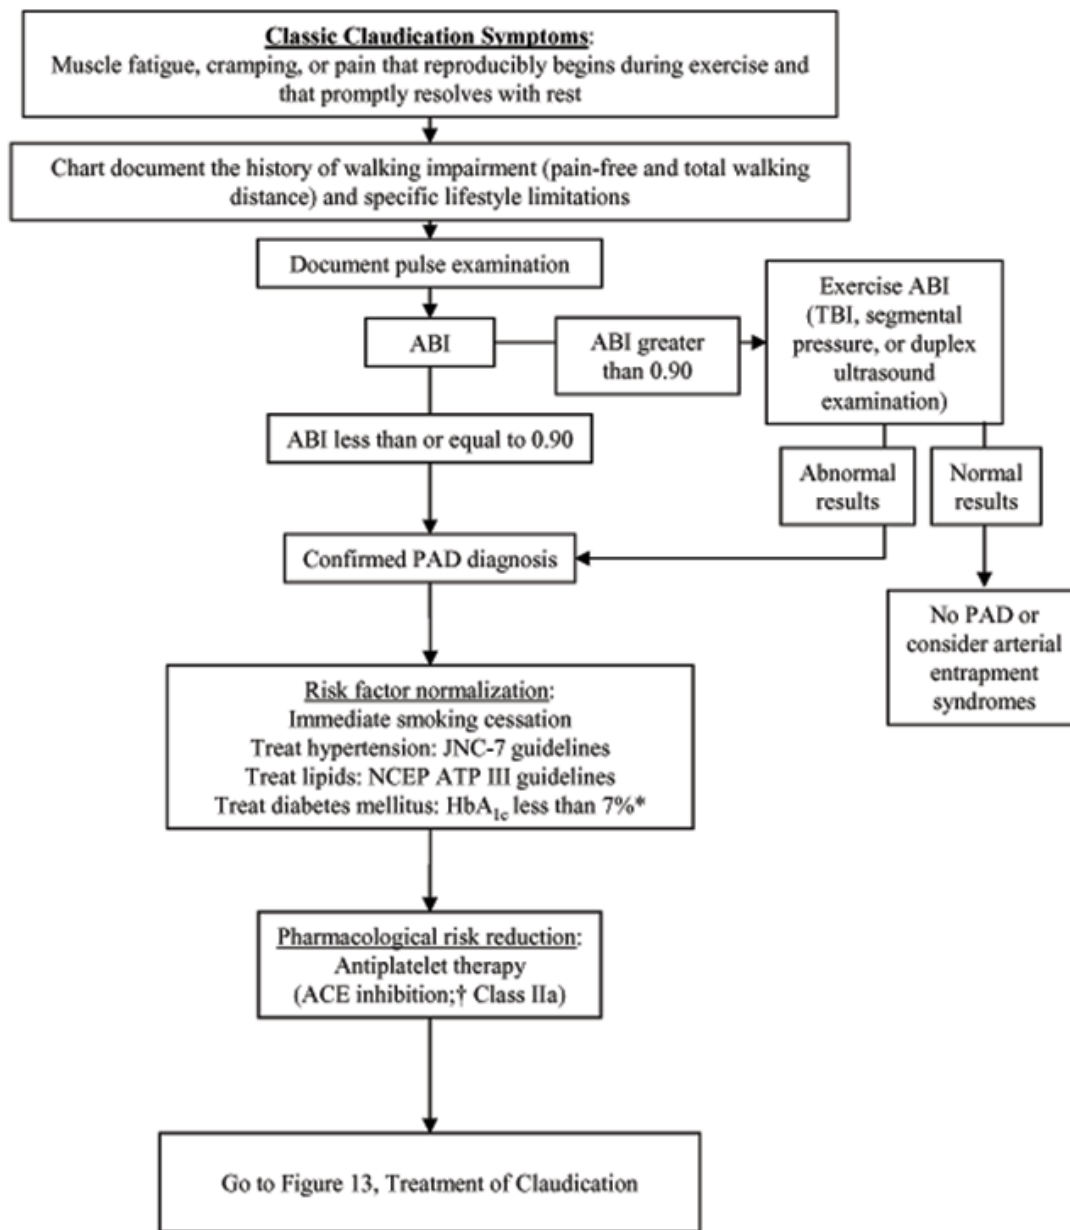 Classic Claudication Symptoms:
Muscle fatigue, cramping, or pain that reproducibly begins during exercise and
that promptly resolves with rest
Chart document the history of walking impairment (pain-free and total walking
distance) and specific lifestyle limitations
Document pulse examination
ABI
ABI greater
than 0.90
Exercise ABI
(TBI, segmental
pressure, or duplex
ultrasound
examination)
ABI less than or equal to 0.90
Abnormal
results
Normal
results
Confirmed PAD diagnosis
No PAD or
consider arterial
entrapment
syndromes
Risk factor normalization:
Immediate smoking cessation
Treat hypertension: JNC-7 guidelines
Treat lipids: NCEP ATP III guidelines
Treat diabetes mellitus: HbA1c less than 7%*
Pharmacological risk reduction:
Antiplatelet therapy
(ACE inhibition;† Class IIa)
Go to Figure 13, Treatment of Claudication